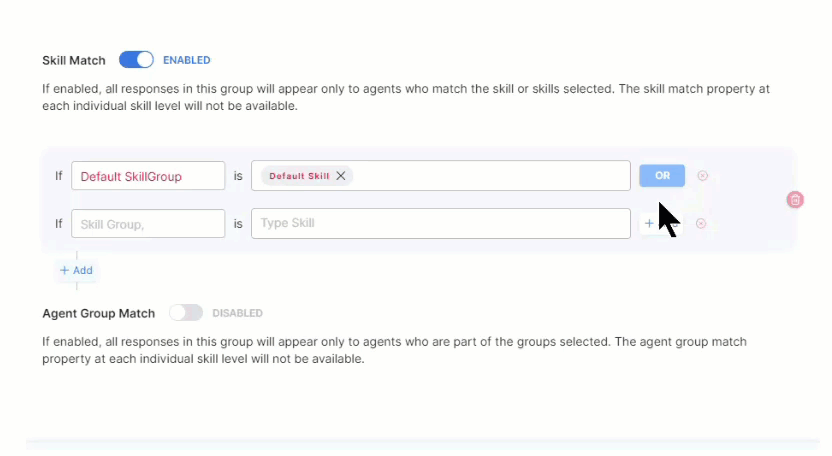 Skill Match ENABLED
If enabled, all responses in this group will appear only to agents who match the skill or skills selected. The skill match property at
each individual skill level will not be available.
If Default SkillGroup is Default Skill OR
If Skill Group, is Type Skill +
+ Add
Agent Group Match DISABLED
If enabled, all responses in this group will appear only to agents who are part of the groups selected. The agent group match
property at each individual skill level will not be available.